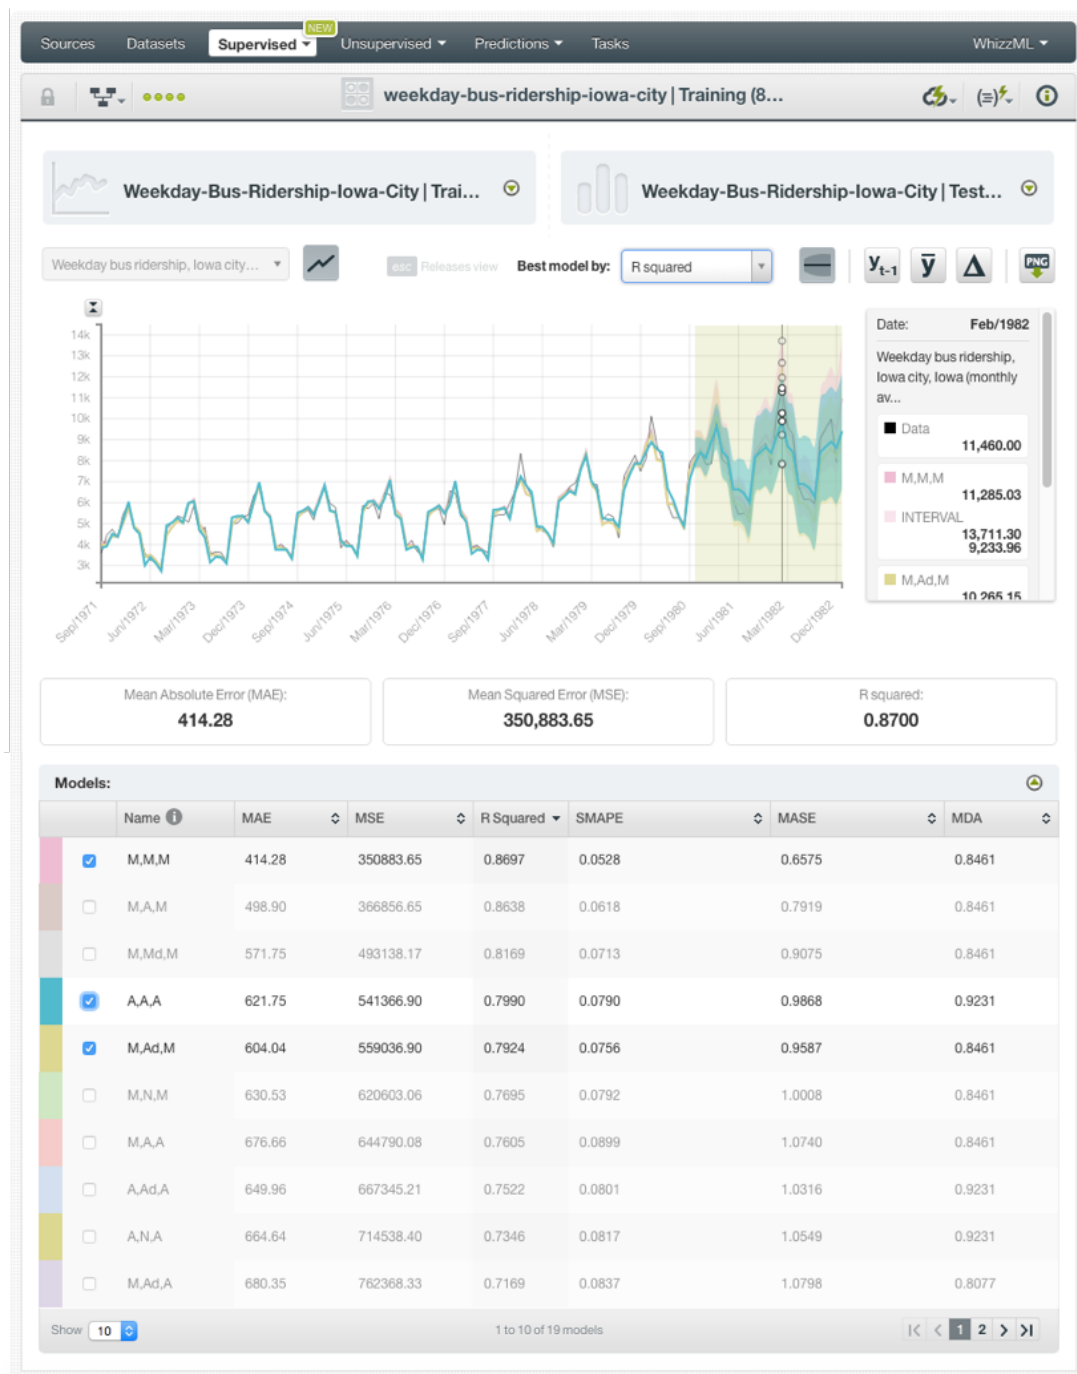 NEW
Sources Datasets Supervised Unsupervised Predictions Tasks WhizzML
weekday-bus-ridership-iowa-city | Training (8...
Weekday-Bus-Ridership-Iowa-City | Trai... Weekday-Bus-Ridership-Iowa-City | Test...
Weekday bus ridership, Iowa city... esc Releases view Best model by: R squared yt-1 y Δ PNG
14k
13k
12k
11k
10k
9k
8k
7k
6k
5k
4k
3k
Sep/1971 Jun/1972 Mar/1973 Dec/1973 Sep/1974 Jun/1975 Mar/1976 Dec/1976 Sep/1977 Jun/1978 Mar/1979 Dec/1979 Sep/1980 Jun/1981 Mar/1982 Dec/1982
Date: Feb/1982
Weekday bus ridership,
Iowa city, Iowa (monthly
av...
Data
11,460.00
M,M,M
11,285.03
INTERVAL
13,711.30
9,233.96
M,Ad,M
10,265.15
Mean Absolute Error (MAE): Mean Squared Error (MSE): R squared:
414.28 350,883.65 0.8700
Models:
Name MAE MSE R Squared SMAPE MASE MDA
M,M,M 414.28 350883.65 0.8697 0.0528 0.6575 0.8461
M,A,M 498.90 366856.65 0.8638 0.0618 0.7919 0.8461
M,Md,M 571.75 493138.17 0.8169 0.0713 0.9075 0.8461
A,A,A 621.75 541366.90 0.7990 0.0790 0.9868 0.9231
M,Ad,M 604.04 559036.90 0.7924 0.0756 0.9587 0.8461
M,N,M 630.53 620603.06 0.7695 0.0792 1.0008 0.8461
M,A,A 676.66 644790.08 0.7605 0.0899 1.0740 0.8461
A,Ad,A 649.96 667345.21 0.7522 0.0801 1.0316 0.9231
A,N,A 664.64 714538.40 0.7346 0.0817 1.0549 0.9231
M,Ad,A 680.35 762368.33 0.7169 0.0837 1.0798 0.8077
Show 10 1 to 10 of 19 models 1 2